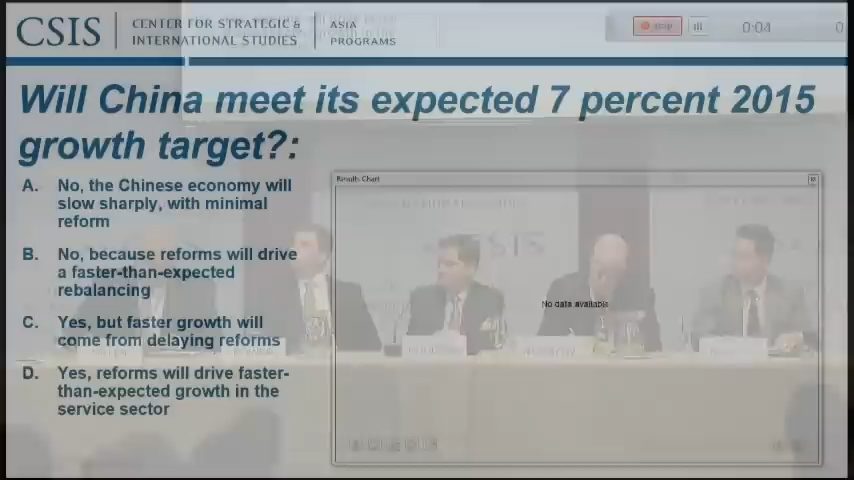 CSIS
CENTER FOR STRATEGIC &
INTERNATIONAL STUDIES
ASIA
PROGRAMS
stop
0:04
0
Will China meet its expected 7 percent 2015
growth target?:
A. No, the Chinese economy will
slow sharply, with minimal
reform
B. No, because reforms will drive
a faster-than-expected
rebalancing
C. Yes, but faster growth will
come from delaying reforms
D. Yes, reforms will drive faster-
than-expected growth in the
service sector
Results Chart
CSIS
No data available